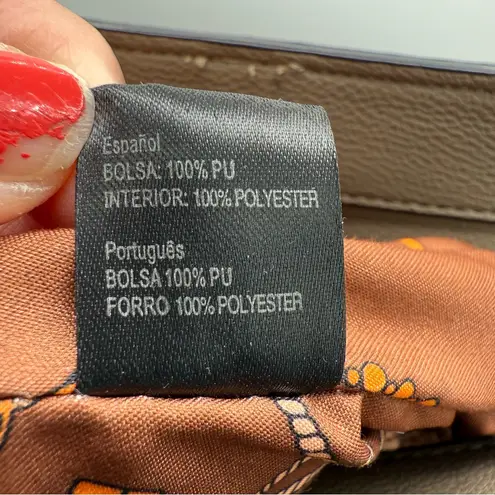 Español
BOLSA: 100% PU
INTERIOR: 100% POLYESTER
Português
BOLSA 100% PU
FORRO 100% POLYESTER